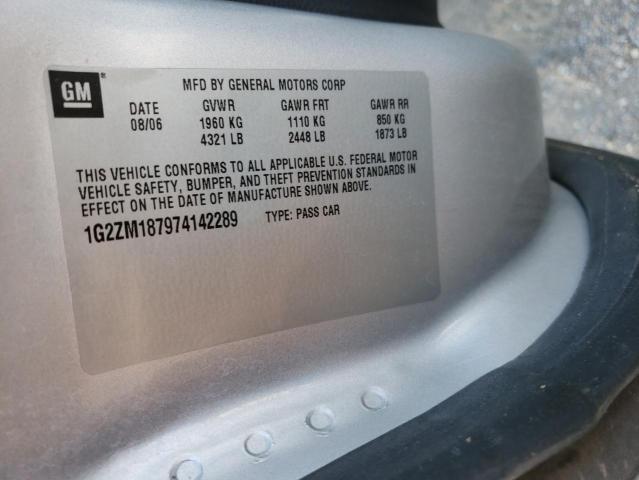 GM ®
MFD BY GENERAL MOTORS CORP
DATE GVWR GAWR FRT GAWR RR
08/06 1960 KG 1110 KG 850 KG
4321 LB 2448 LB 1873 LB
THIS VEHICLE CONFORMS TO ALL APPLICABLE U.S. FEDERAL MOTOR
VEHICLE SAFETY, BUMPER, AND THEFT PREVENTION STANDARDS IN
EFFECT ON THE DATE OF MANUFACTURE SHOWN ABOVE.
1G2ZM187974142289 TYPE: PASS CAR